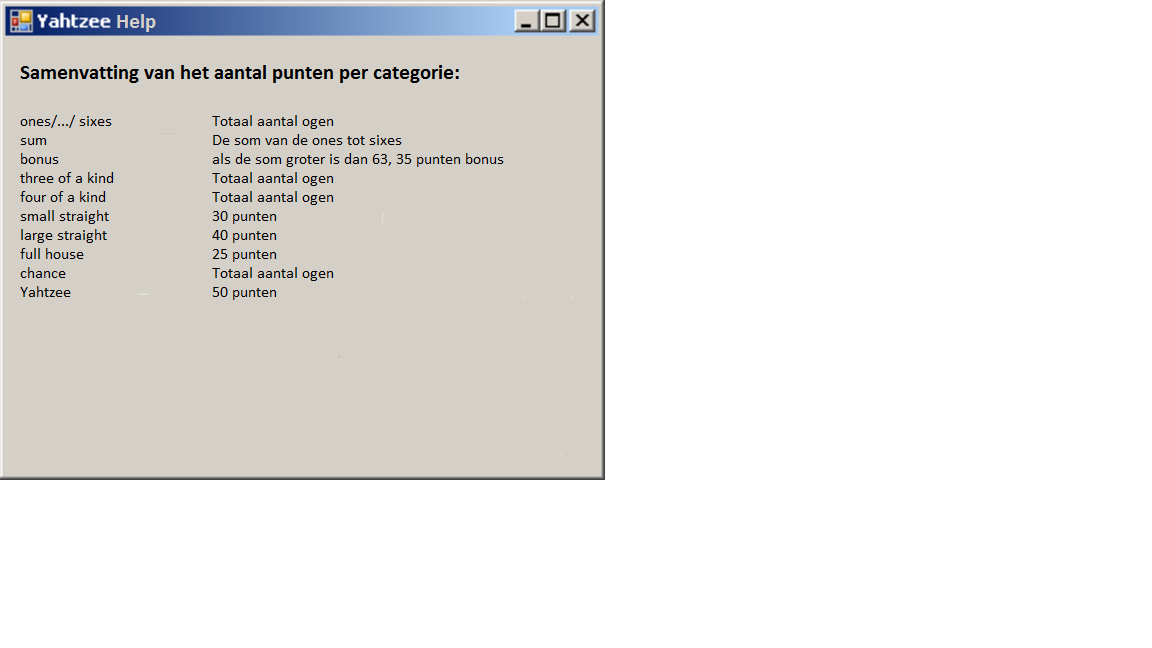 Yahtzee Help
Samenvatting van het aantal punten per categorie:
ones/.../ sixes Totaal aantal ogen
sum De som van de ones tot sixes
bonus als de som groter is dan 63, 35 punten bonus
three of a kind Totaal aantal ogen
four of a kind Totaal aantal ogen
small straight 30 punten
large straight 40 punten
full house 25 punten
chance Totaal aantal ogen
Yahtzee 50 punten